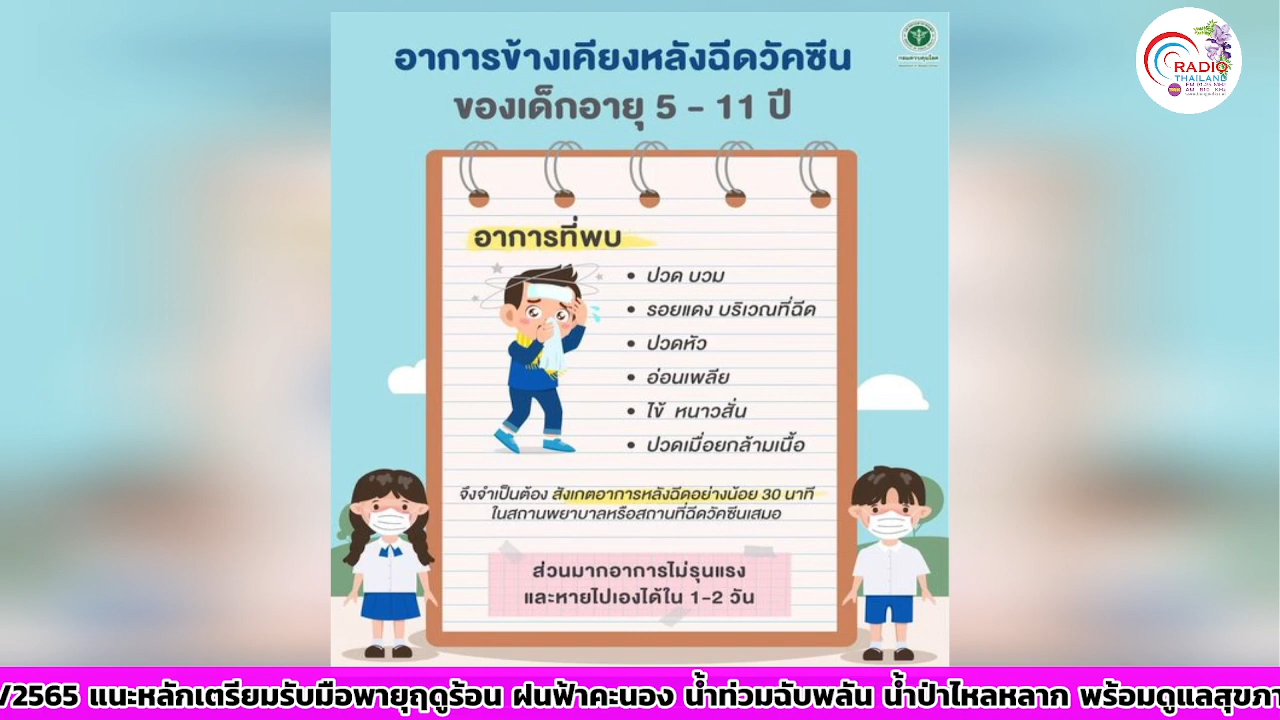 อาการข้างเคียงหลังฉีดวัคซีน
ของเด็กอายุ 5 - 11 ปี
กรมควบคุมโรค
RADIO
THAILAND
อาการที่พบ
• ปวด บวม
• รอยแดง บริเวณที่ฉีด
• ปวดหัว
• อ่อนเพลีย
• ไข้ หนาวสั่น
• ปวดเมื่อยกล้ามเนื้อ
จึงจำเป็นต้อง สังเกตอาการหลังฉีดอย่างน้อย 30 นาที
ในสถานพยาบาลหรือสถานที่ฉีดวัคซีนเสมอ
ส่วนมากอาการไม่รุนแรง
และหายไปเองได้ใน 1-2 วัน
/2565 แนะหลักเตรียมรับมือพายุฤดูร้อน ฝนฟ้าคะนอง น้ำท่วมฉับพลัน น้ำป่าไหลหลาก พร้อมดูแลสุขภา